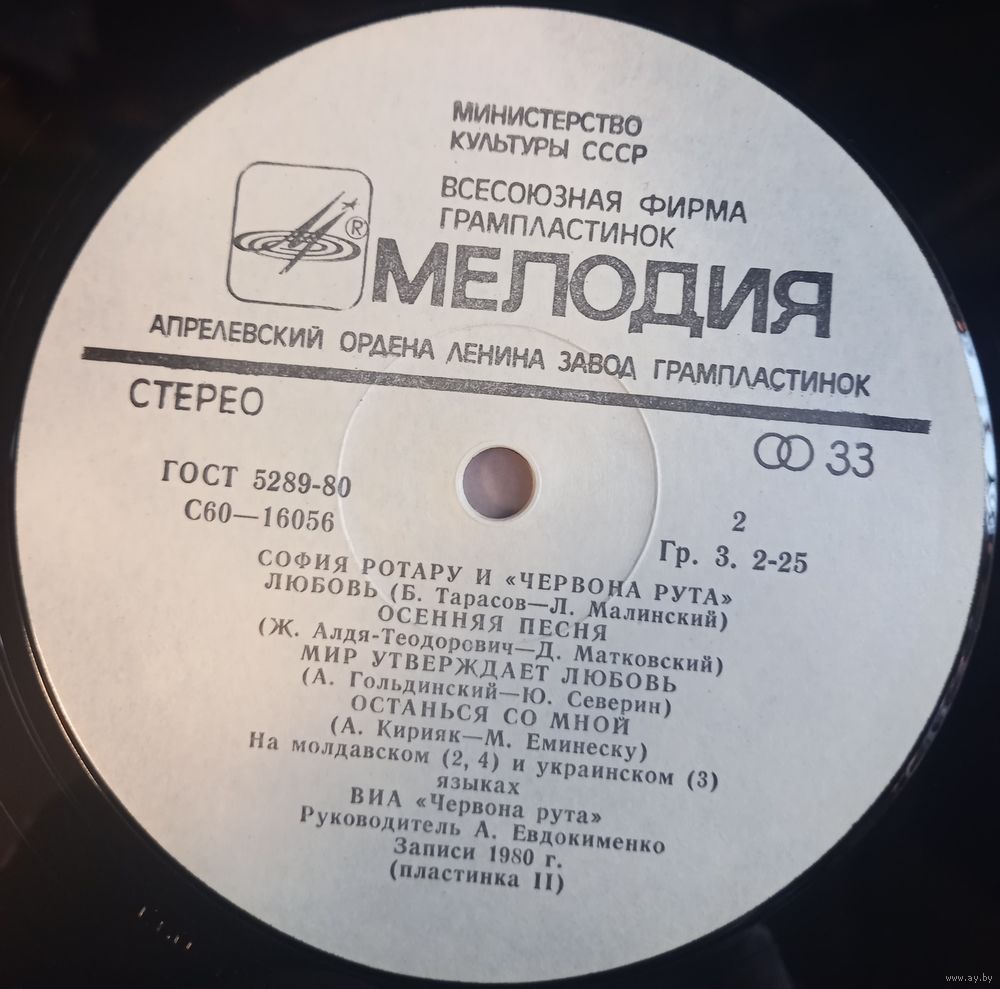 МИНИСТЕРСТВО
КУЛЬТУРЫ СССР
ВСЕСОЮЗНАЯ ФИРМА
ГРАМПЛАСТИНОК
®
МЕЛОДИЯ
АПРЕЛЕВСКИЙ ОРДЕНА ЛЕНИНА ЗАВОД ГРАМПЛАСТИНОК
СТЕРЕО
33
ГОСТ 5289-80
С60—16056
2
Гр. 3. 2-25
СОФИЯ РОТАРУ И «ЧЕРВОНА РУТА»
ЛЮБОВЬ (Б. Тарасов—Л. Малинский)
ОСЕННЯЯ ПЕСНЯ
(Ж. Алдя-Теодорович—Д. Матковский)
МИР УТВЕРЖДАЕТ ЛЮБОВЬ
(А. Гольдинский—Ю. Северин)
ОСТАНЬСЯ СО МНОЙ
(А. Кирияк—М. Еминеску)
На молдавском (2, 4) и украинском (3)
языках
ВИА «Червона рута»
Руководитель А. Евдокименко
Записи 1980 г.
(пластинка II)
www.ay.by